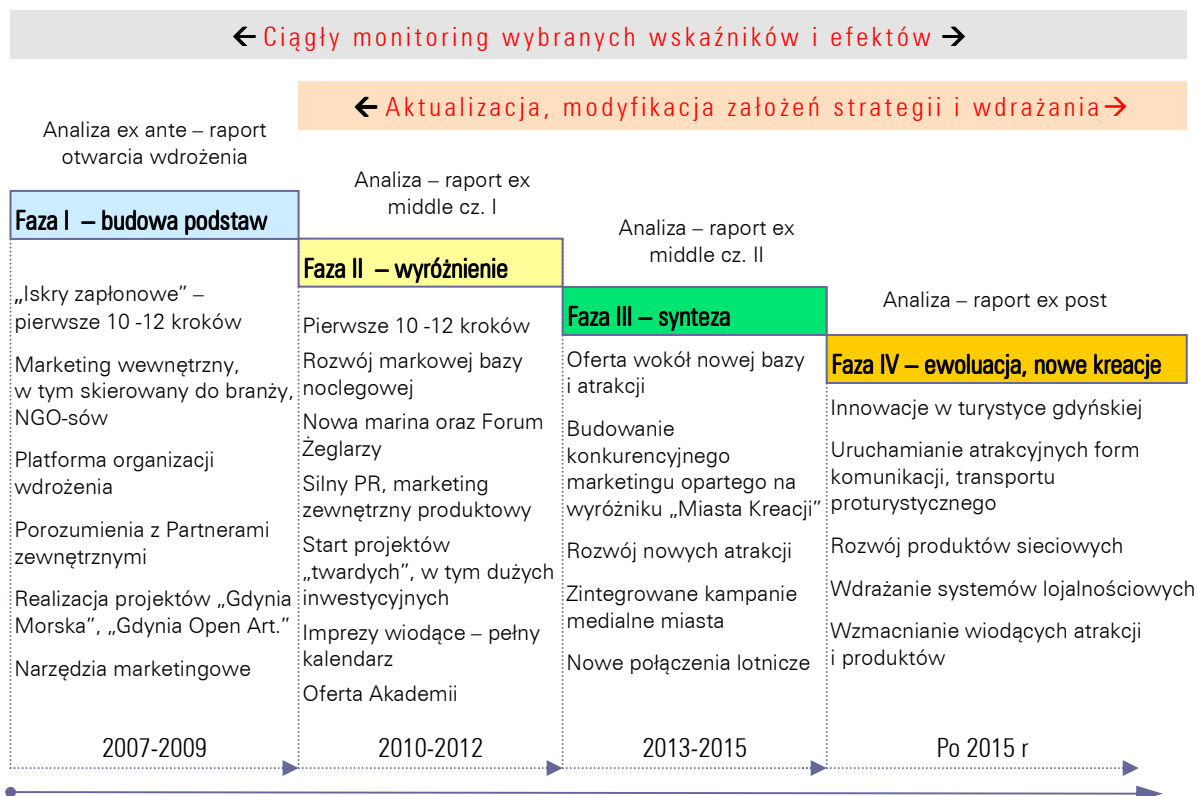 ← Ciągły monitoring wybranych wskaźników i efektów →
← Aktualizacja, modyfikacja założeń strategii i wdrażania →
Analiza ex ante – raport
otwarcia wdrożenia
Faza I – budowa podstaw
„Iskry zapłonowe” –
pierwsze 10 -12 kroków
Marketing wewnętrzny,
w tym skierowany do branży,
NGO-sów
Platforma organizacji
wdrożenia
Porozumienia z Partnerami
zewnętrznymi
Realizacja projektów „Gdynia
Morska”, „Gdynia Open Art.”
Narzędzia marketingowe
2007-2009
Analiza – raport ex
middle cz. I
Faza II – wyróżnienie
Pierwsze 10 -12 kroków
Rozwój markowej bazy
noclegowej
Nowa marina oraz Forum
Żeglarzy
Silny PR, marketing
zewnętrzny produktowy
Start projektów
„twardych”, w tym dużych
inwestycyjnych
Imprezy wiodące – pełny
kalendarz
Oferta Akademii
2010-2012
Analiza – raport ex
middle cz. II
Faza III – synteza
Oferta wokół nowej bazy
i atrakcji
Budowanie
konkurencyjnego
marketingu opartego na
wyróżniku „Miasta Kreacji”
Rozwój nowych atrakcji
Zintegrowane kampanie
medialne miasta
Nowe połączenia lotnicze
2013-2015
Analiza – raport ex post
Faza IV – ewoluacja, nowe kreacje
Innowacje w turystyce gdyńskiej
Uruchamianie atrakcyjnych form
komunikacji, transportu
proturystycznego
Rozwój produktów sieciowych
Wdrażanie systemów lojalnościowych
Wzmacnianie wiodących atrakcji
i produktów
Po 2015 r